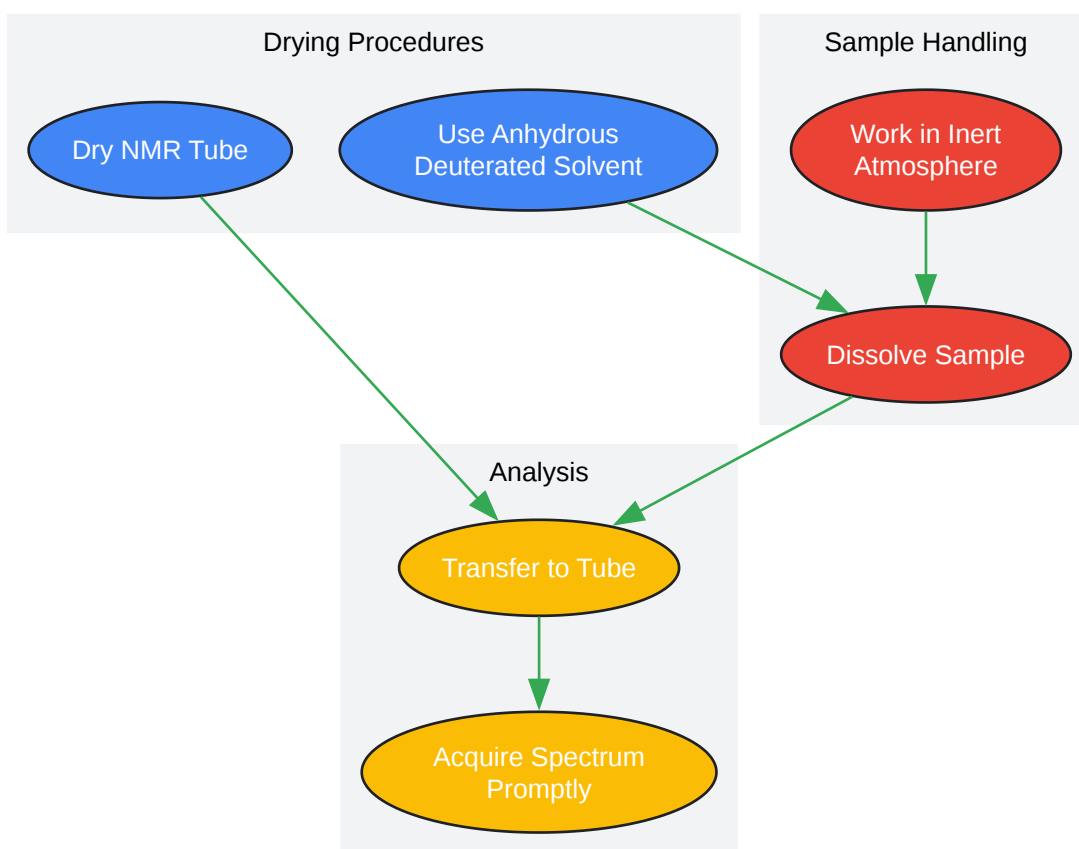 Drying Procedures
Dry NMR Tube
Use Anhydrous
Deuterated Solvent
Sample Handling
Work in Inert
Atmosphere
Dissolve Sample
Analysis
Transfer to Tube
Acquire Spectrum
Promptly